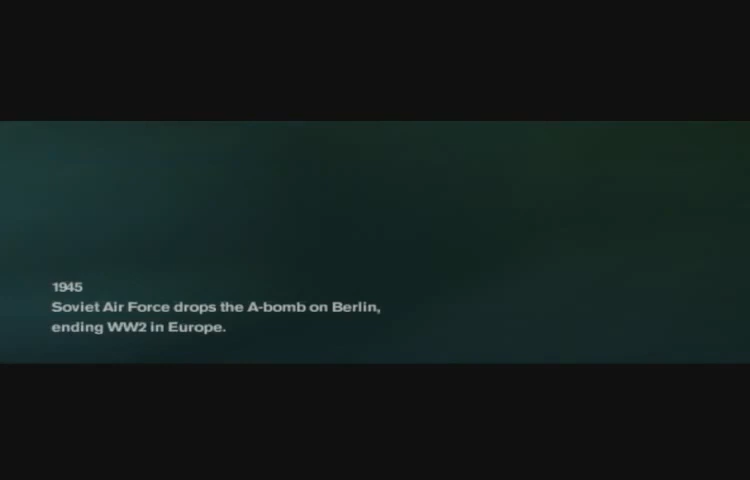 1945
Soviet Air Force drops the A-bomb on Berlin,
ending WW2 in Europe.